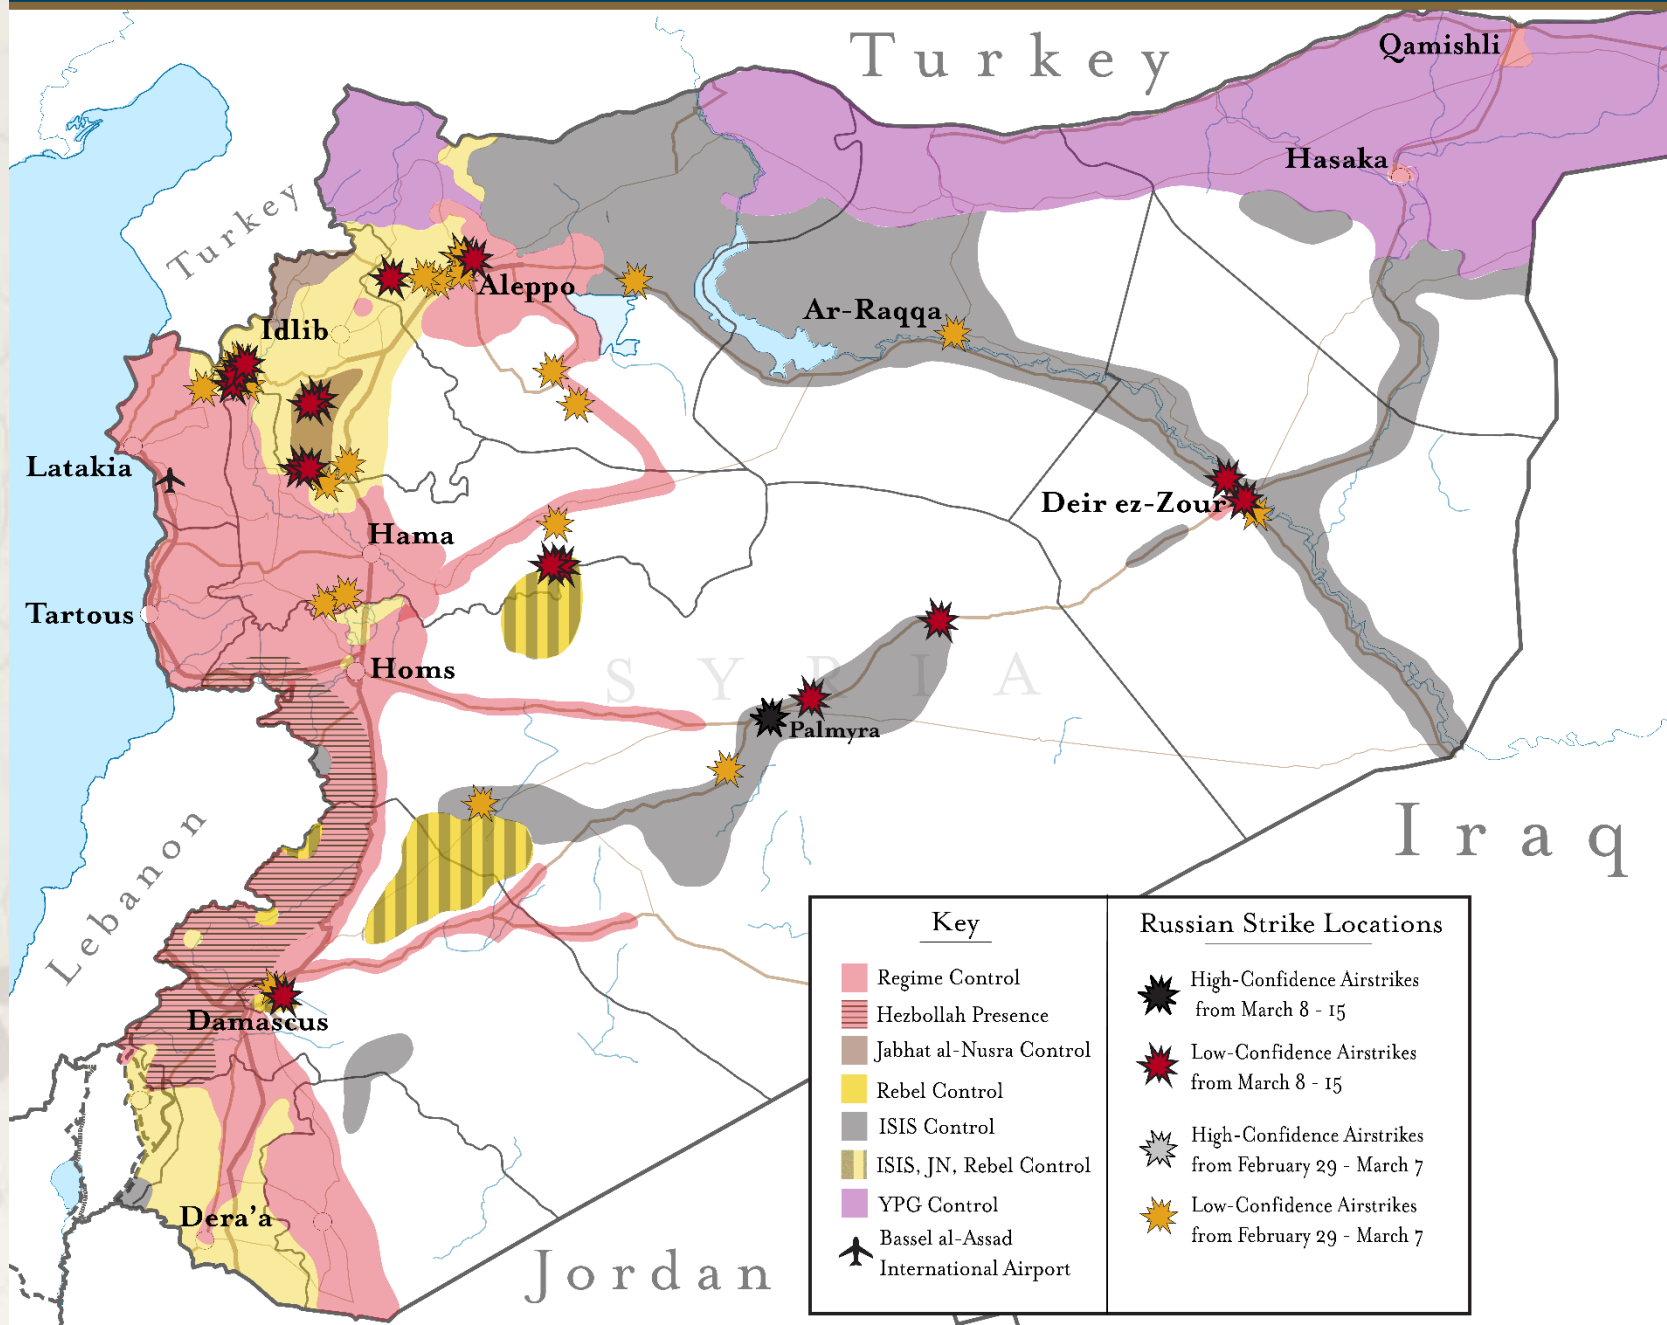 Turkey
Qamishli
Hasaka
Turkey
Aleppo
Idlib
Ar-Raqqa
Latakia
Deir ez-Zour
Hama
Tartous
Homs
SYRIA
Palmyra
Lebanon
Iraq
Damascus
Dera'a
Jordan
Key
Regime Control
Hezbollah Presence
Jabhat al-Nusra Control
Rebel Control
ISIS Control
ISIS, JN, Rebel Control
YPG Control
Bassel al-Assad
International Airport
Russian Strike Locations
High-Confidence Airstrikes
from March 8 - 15
Low-Confidence Airstrikes
from March 8 - 15
High-Confidence Airstrikes
from February 29 - March 7
Low-Confidence Airstrikes
from February 29 - March 7